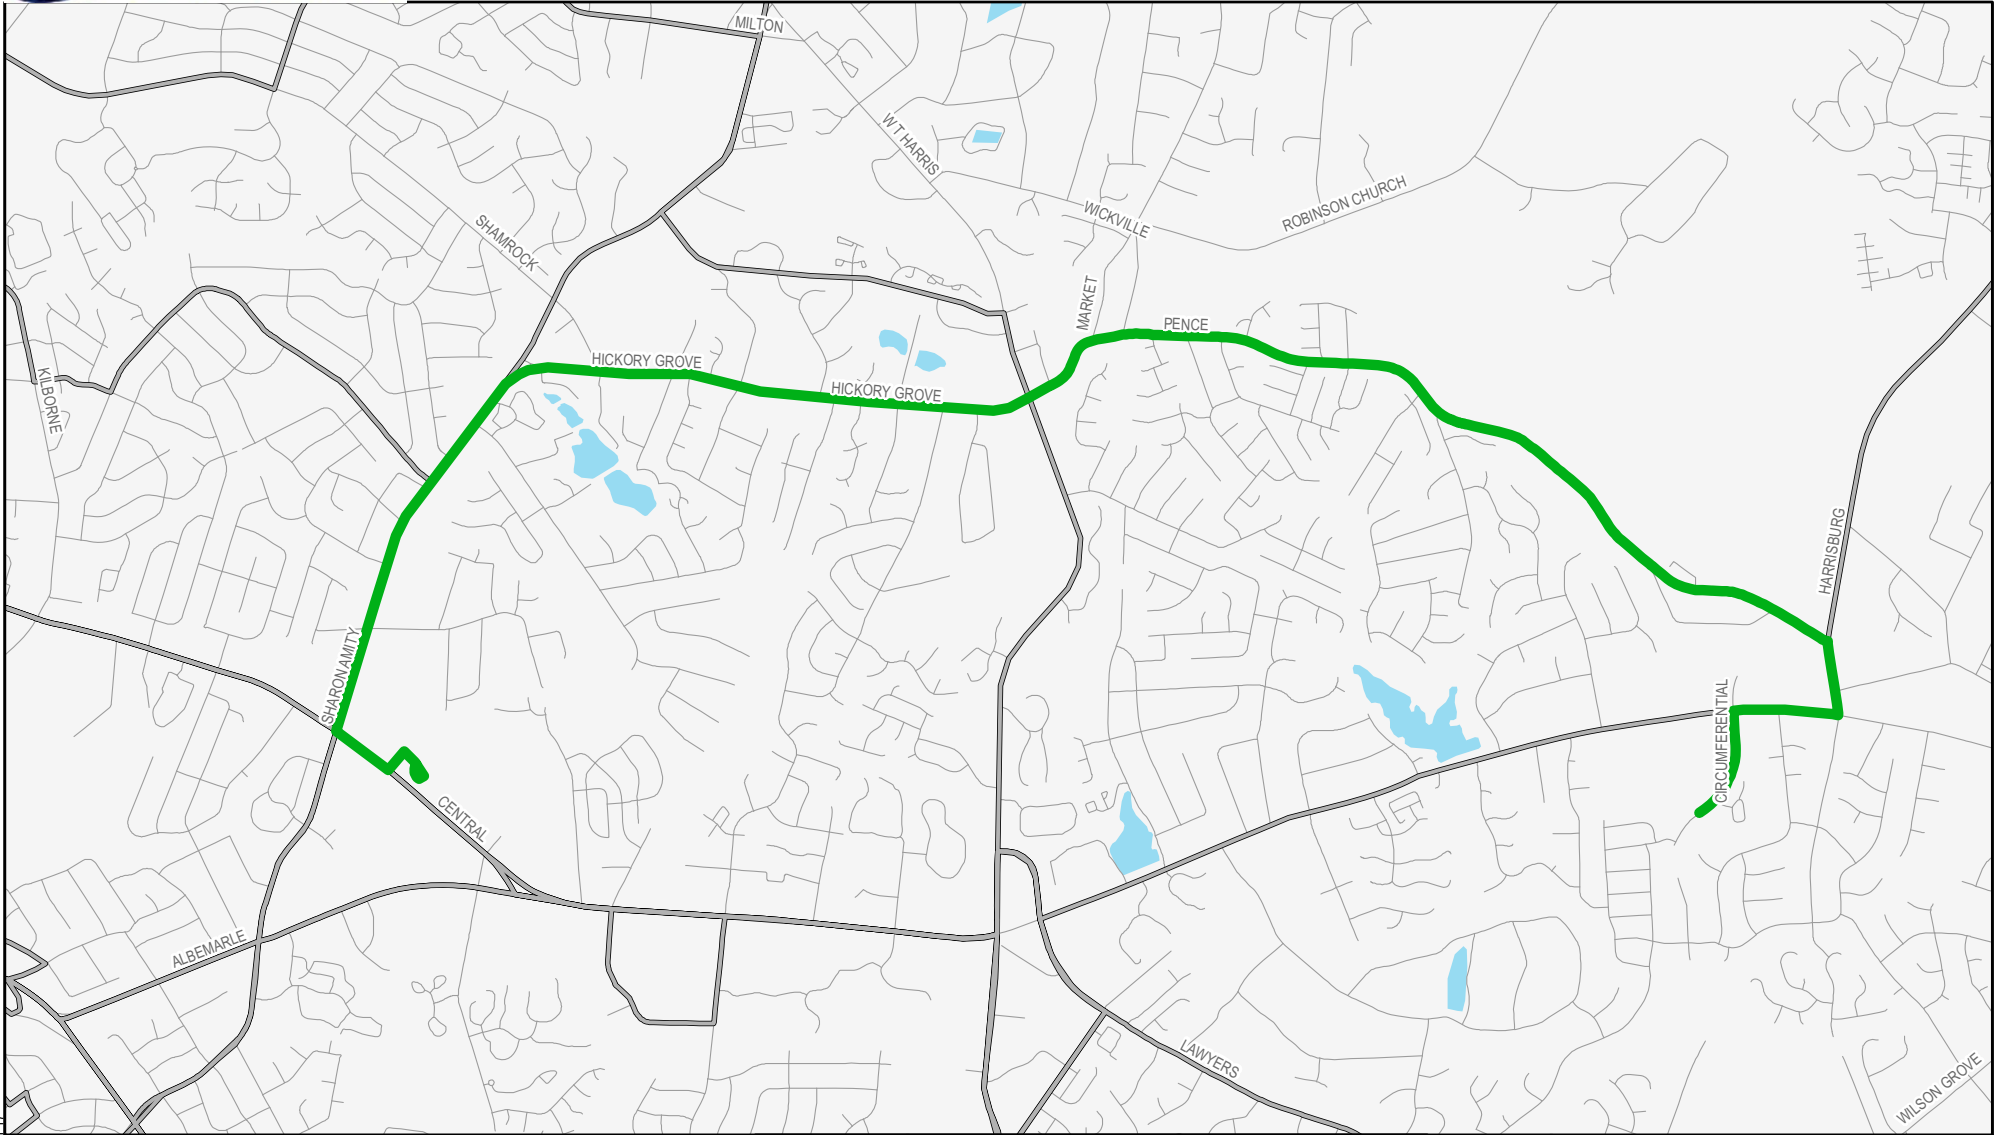 MILTON
W T HARRIS
SHAMROCK
WICKVILLE
ROBINSON CHURCH
MARKET
PENCE
HICKORY GROVE
HICKORY GROVE
KILBORNE
HARRISBURG
SHARON AMITY
CIRCUMFERENTIAL
CENTRAL
ALBEMARLE
LAWYERS
WILSON GROVE